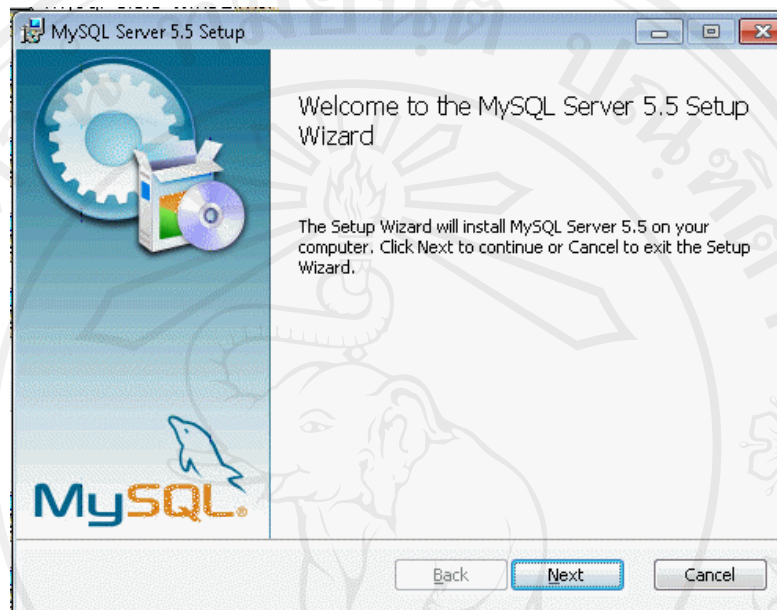 MySQL Server 5.5 Setup
Welcome to the MySQL Server 5.5 Setup
Wizard
The Setup Wizard will install MySQL Server 5.5 on your
computer. Click Next to continue or Cancel to exit the Setup
Wizard.
MySQL®
Back
Next
Cancel